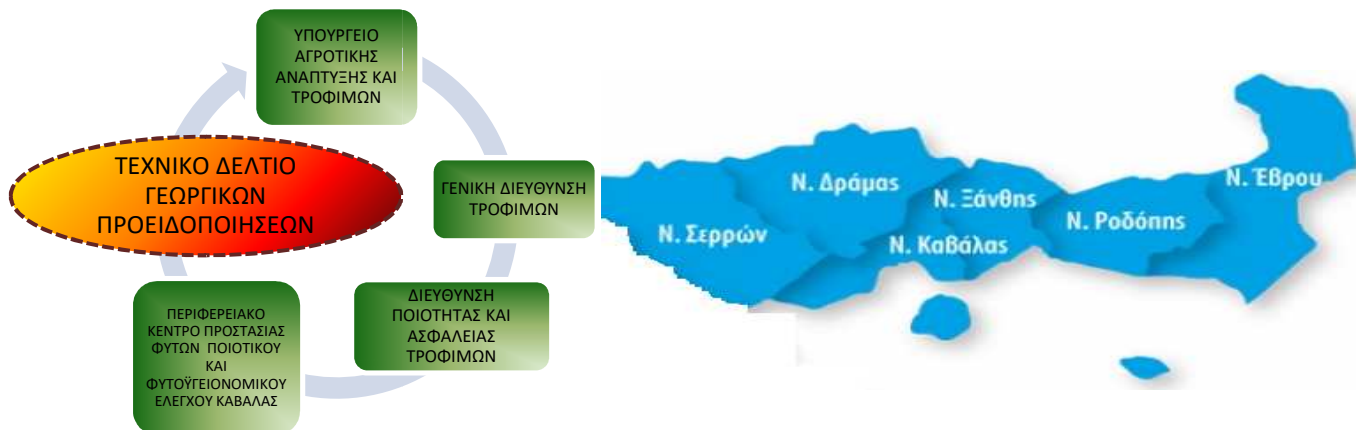 ΥΠΟΥΡΓΕΙΟ
ΑΓΡΟΤΙΚΗΣ
ΑΝΑΠΤΥΞΗΣ ΚΑΙ
ΤΡΟΦΙΜΩΝ
ΓΕΝΙΚΗ ΔΙΕΥΘΥΝΣΗ
ΤΡΟΦΙΜΩΝ
ΔΙΕΥΘΥΝΣΗ
ΠΟΙΟΤΗΤΑΣ ΚΑΙ
ΑΣΦΑΛΕΙΑΣ
ΤΡΟΦΙΜΩΝ
ΠΕΡΙΦΕΡΕΙΑΚΟ
ΚΕΝΤΡΟ ΠΡΟΣΤΑΣΙΑΣ
ΦΥΤΩΝ ΠΟΙΟΤΙΚΟΥ
ΚΑΙ
ΦΥΤΟΫΓΕΙΟΝΟΜΙΚΟΥ
ΕΛΕΓΧΟΥ ΚΑΒΑΛΑΣ
ΤΕΧΝΙΚΟ ΔΕΛΤΙΟ
ΓΕΩΡΓΙΚΩΝ
ΠΡΟΕΙΔΟΠΟΙΗΣΕΩΝ
Ν. Σερρών
Ν. Δράμας
Ν. Ξάνθης
Ν. Καβάλας
Ν. Ροδόπης
Ν. Έβρου